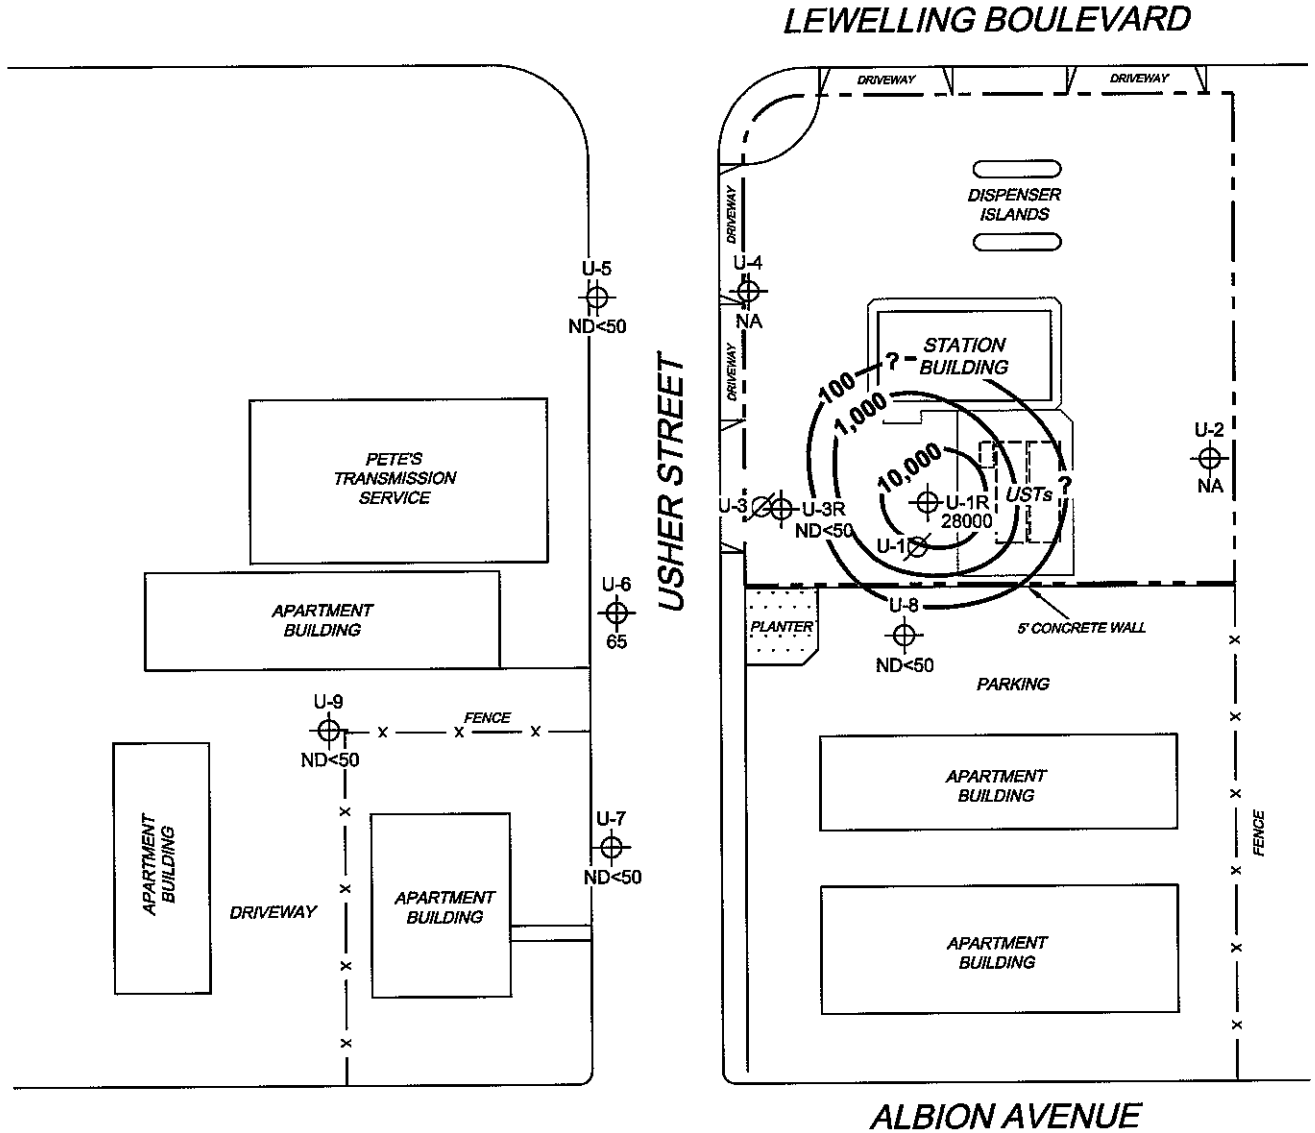 LEWELLING BOULEVARD
DRIVEWAY
DRIVEWAY
DISPENSER
ISLANDS
DRIVEWAY
U-5
ND<50
U-4
NA
DRIVEWAY
STATION
BUILDING
?
100
1,000
10,000
USHER STREET
PETE'S
TRANSMISSION
SERVICE
U-2
NA
?
USTs
U-3
U-3R
ND<50
U-1R
28000
U-1
APARTMENT
BUILDING
U-6
65
PLANTER
U-8
ND<50
5' CONCRETE WALL
X
PARKING
U-9
ND<50
FENCE
X
X
X
X
X
X
X
X
X
X
X
X
X
APARTMENT
BUILDING
APARTMENT
BUILDING
DRIVEWAY
APARTMENT
BUILDING
U-7
ND<50
APARTMENT
BUILDING
FENCE
ALBION AVENUE